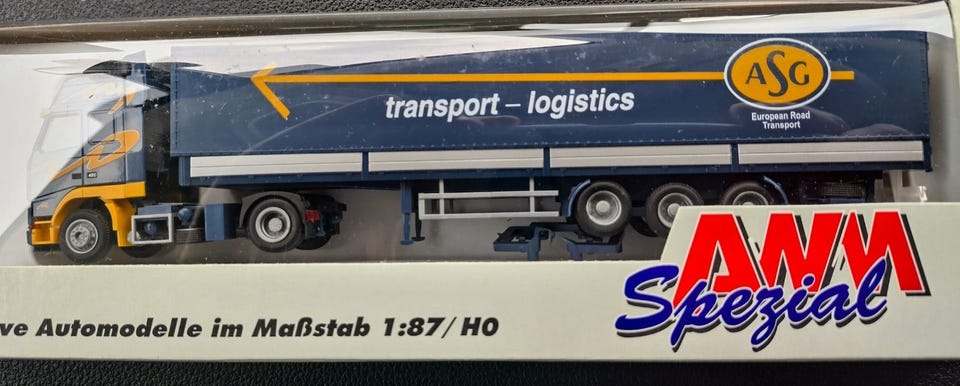 transport – logistics
ASG
European Road
Transport
AWM
Spezial
ve Automodelle im Maßstab 1:87/H0